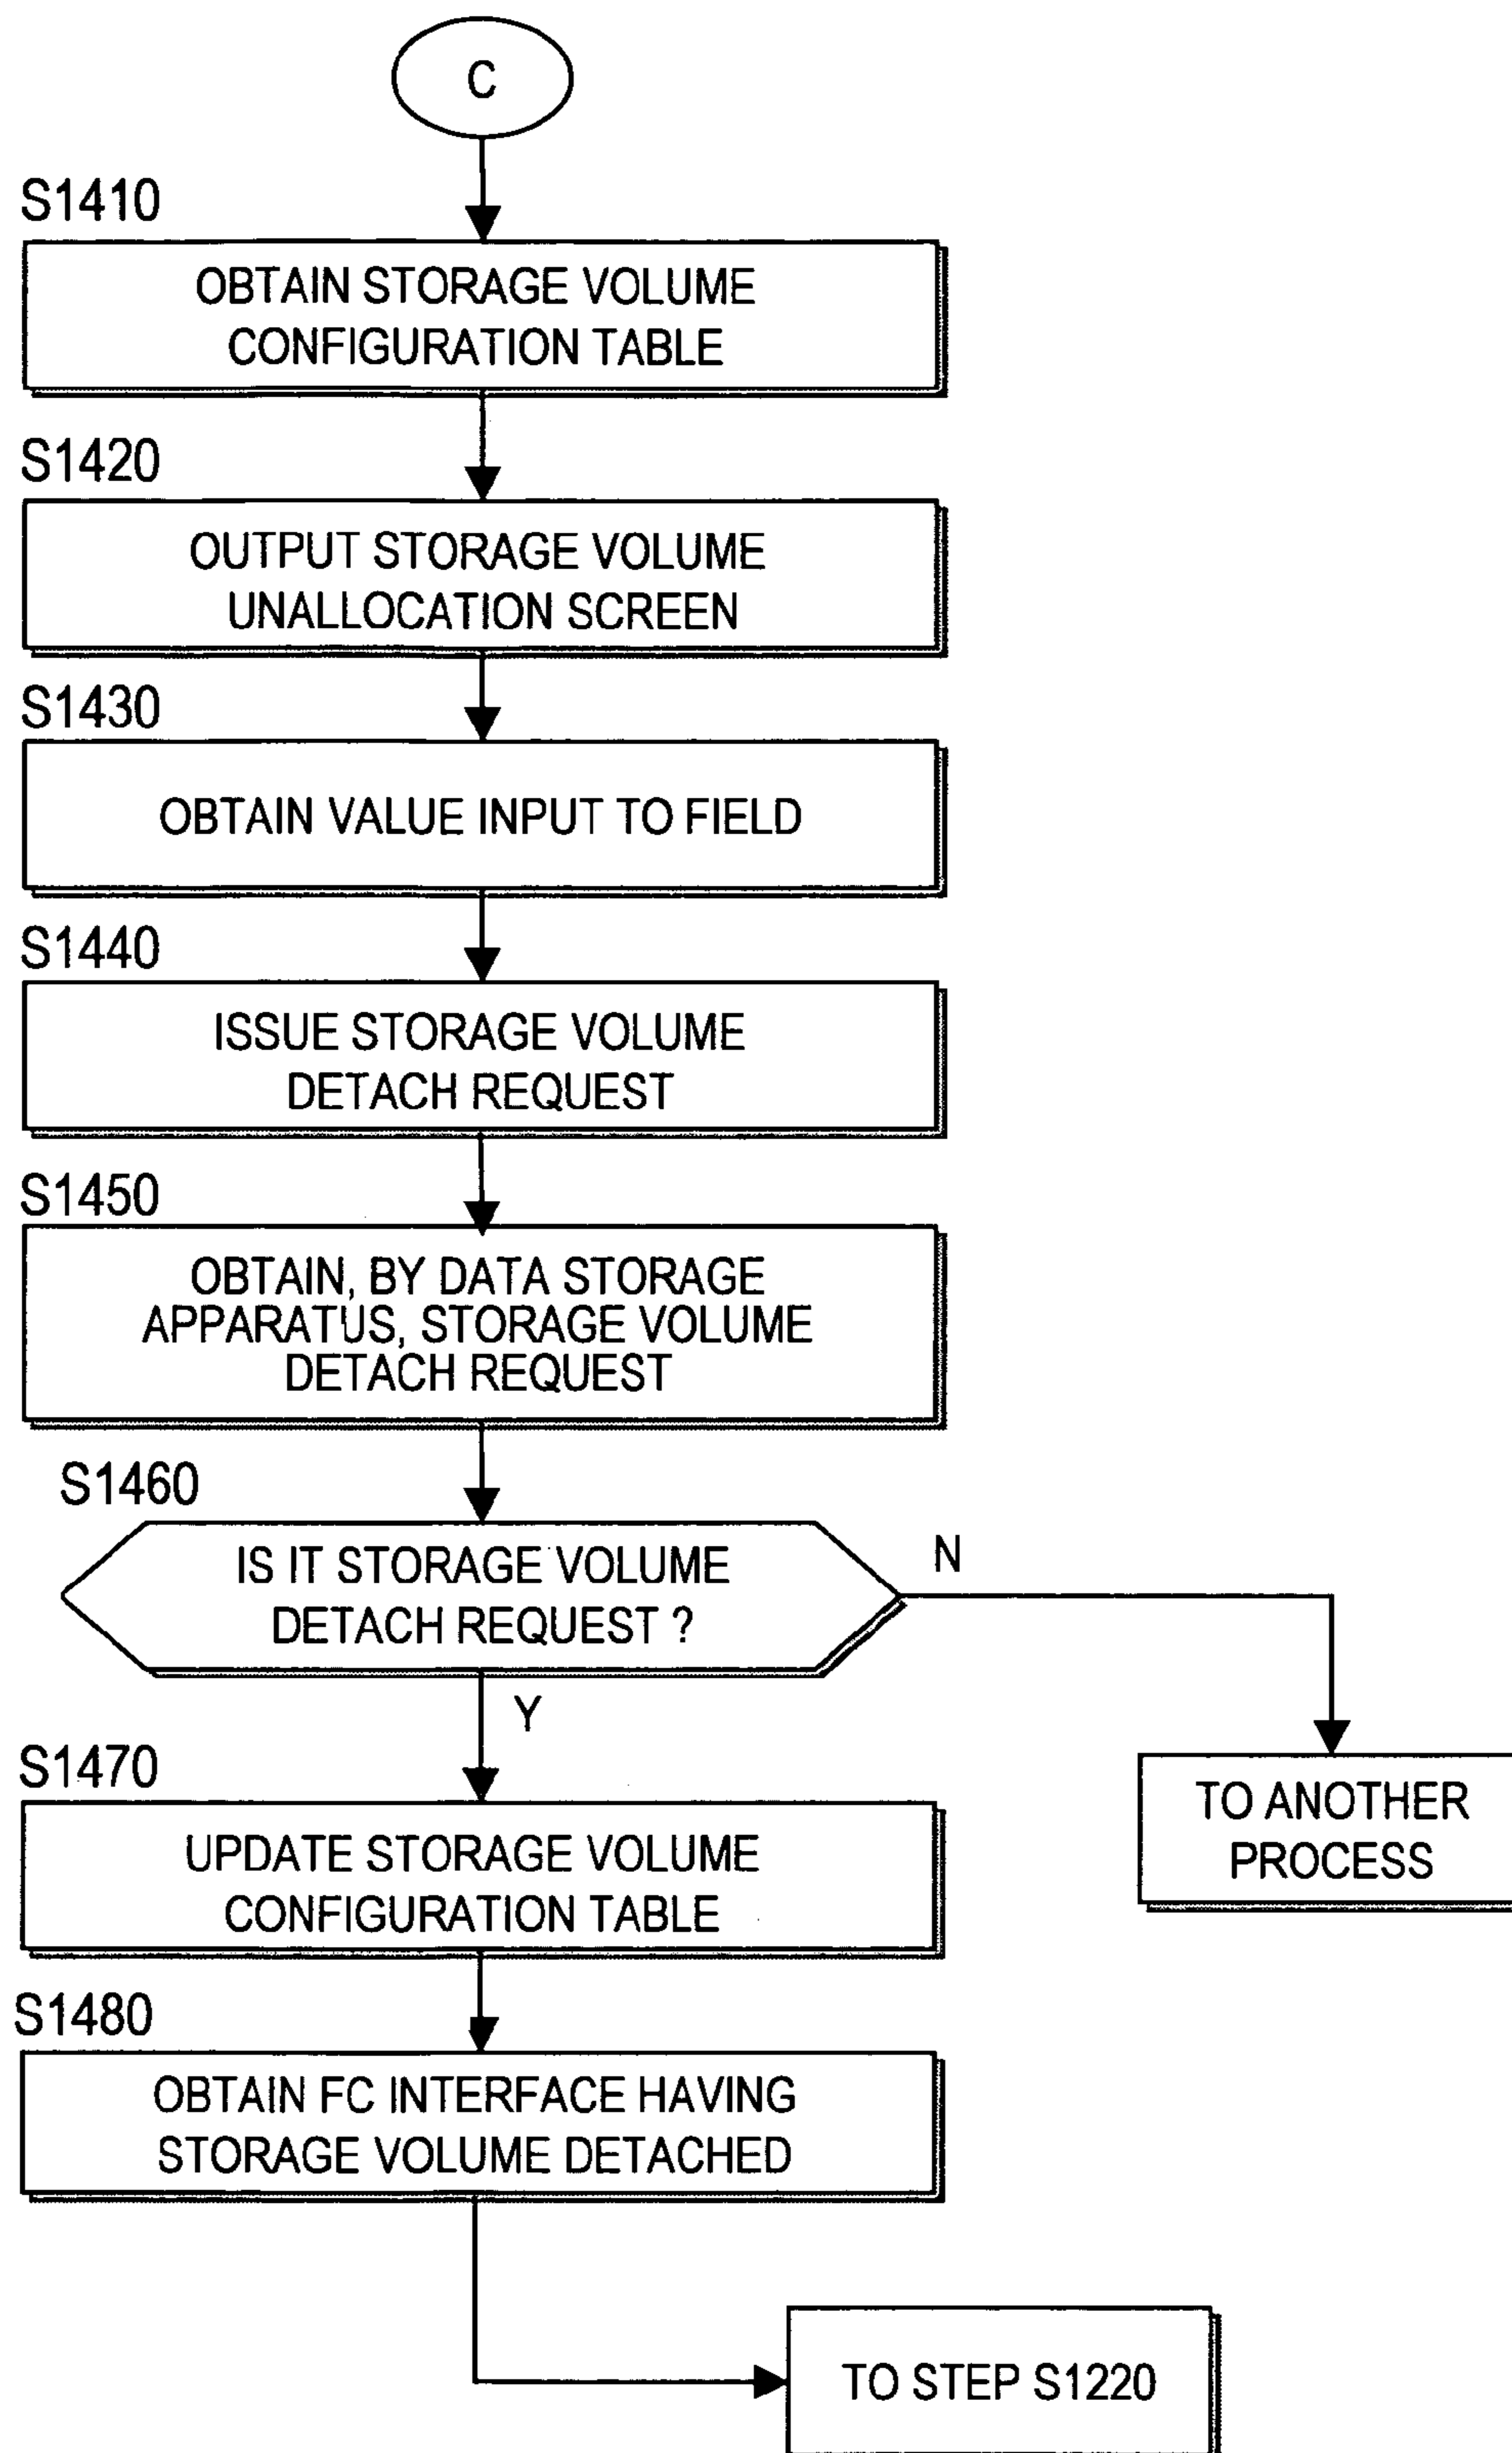 C
S1410
OBTAIN STORAGE VOLUME
CONFIGURATION TABLE
S1420
OUTPUT STORAGE VOLUME
UNALLOCATION SCREEN
S1430
OBTAIN VALUE INPUT TO FIELD
S1440
ISSUE STORAGE VOLUME
DETACH REQUEST
S1450
OBTAIN, BY DATA STORAGE
APPARATUS, STORAGE VOLUME
DETACH REQUEST
S1460
IS IT STORAGE VOLUME
DETACH REQUEST ?
N
Y
TO ANOTHER
PROCESS
S1470
UPDATE STORAGE VOLUME
CONFIGURATION TABLE
S1480
OBTAIN FC INTERFACE HAVING
STORAGE VOLUME DETACHED
TO STEP S1220